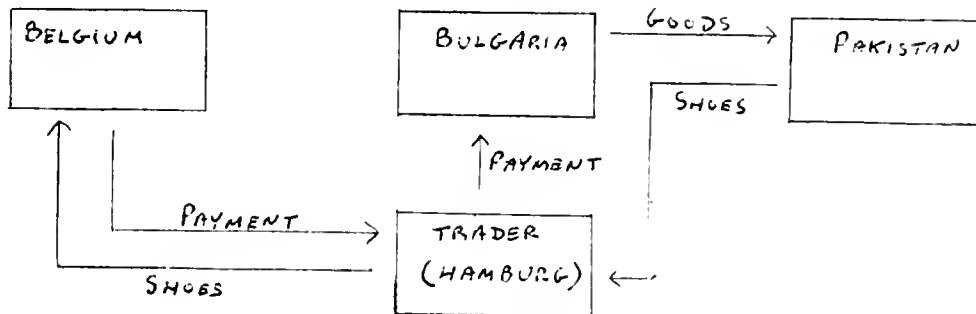 BELGIUM
BULGARIA
GOODS
PAKISTAN
SHOES
PAYMENT
PAYMENT
TRADER
(HAMBURG)
SHOES